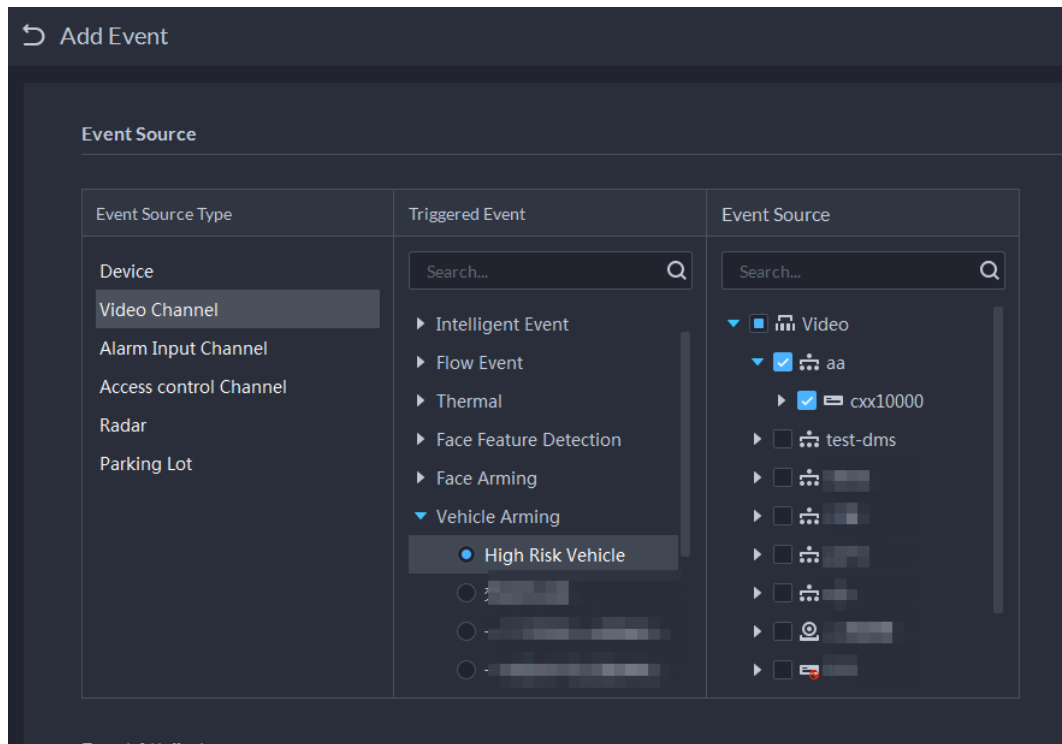 Add Event
Event Source
Event Source Type
Triggered Event
Event Source
Device
Video Channel
Alarm Input Channel
Access control Channel
Radar
Parking Lot
Search...
Intelligent Event
Flow Event
Thermal
Face Feature Detection
Face Arming
Vehicle Arming
High Risk Vehicle
Search...
Video
aa
cxx10000
test-dms